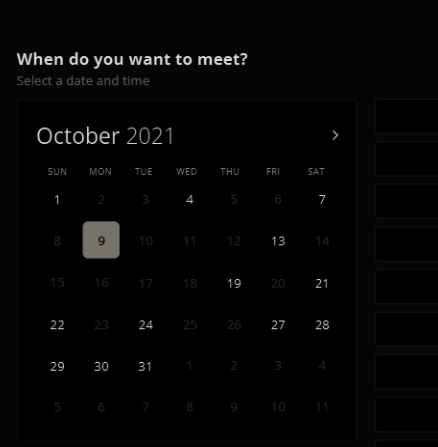 When do you want to meet?
Select a date and time
October 2021
SUN MON TUE WED THU FRI SAT
1 2 3 4 5 6 7
8 9 10 11 12 13 14
15 16 17 18 19 20 21
22 23 24 25 26 27 28
29 30 31 1 2 3 4
5 6 7 8 9 10 11